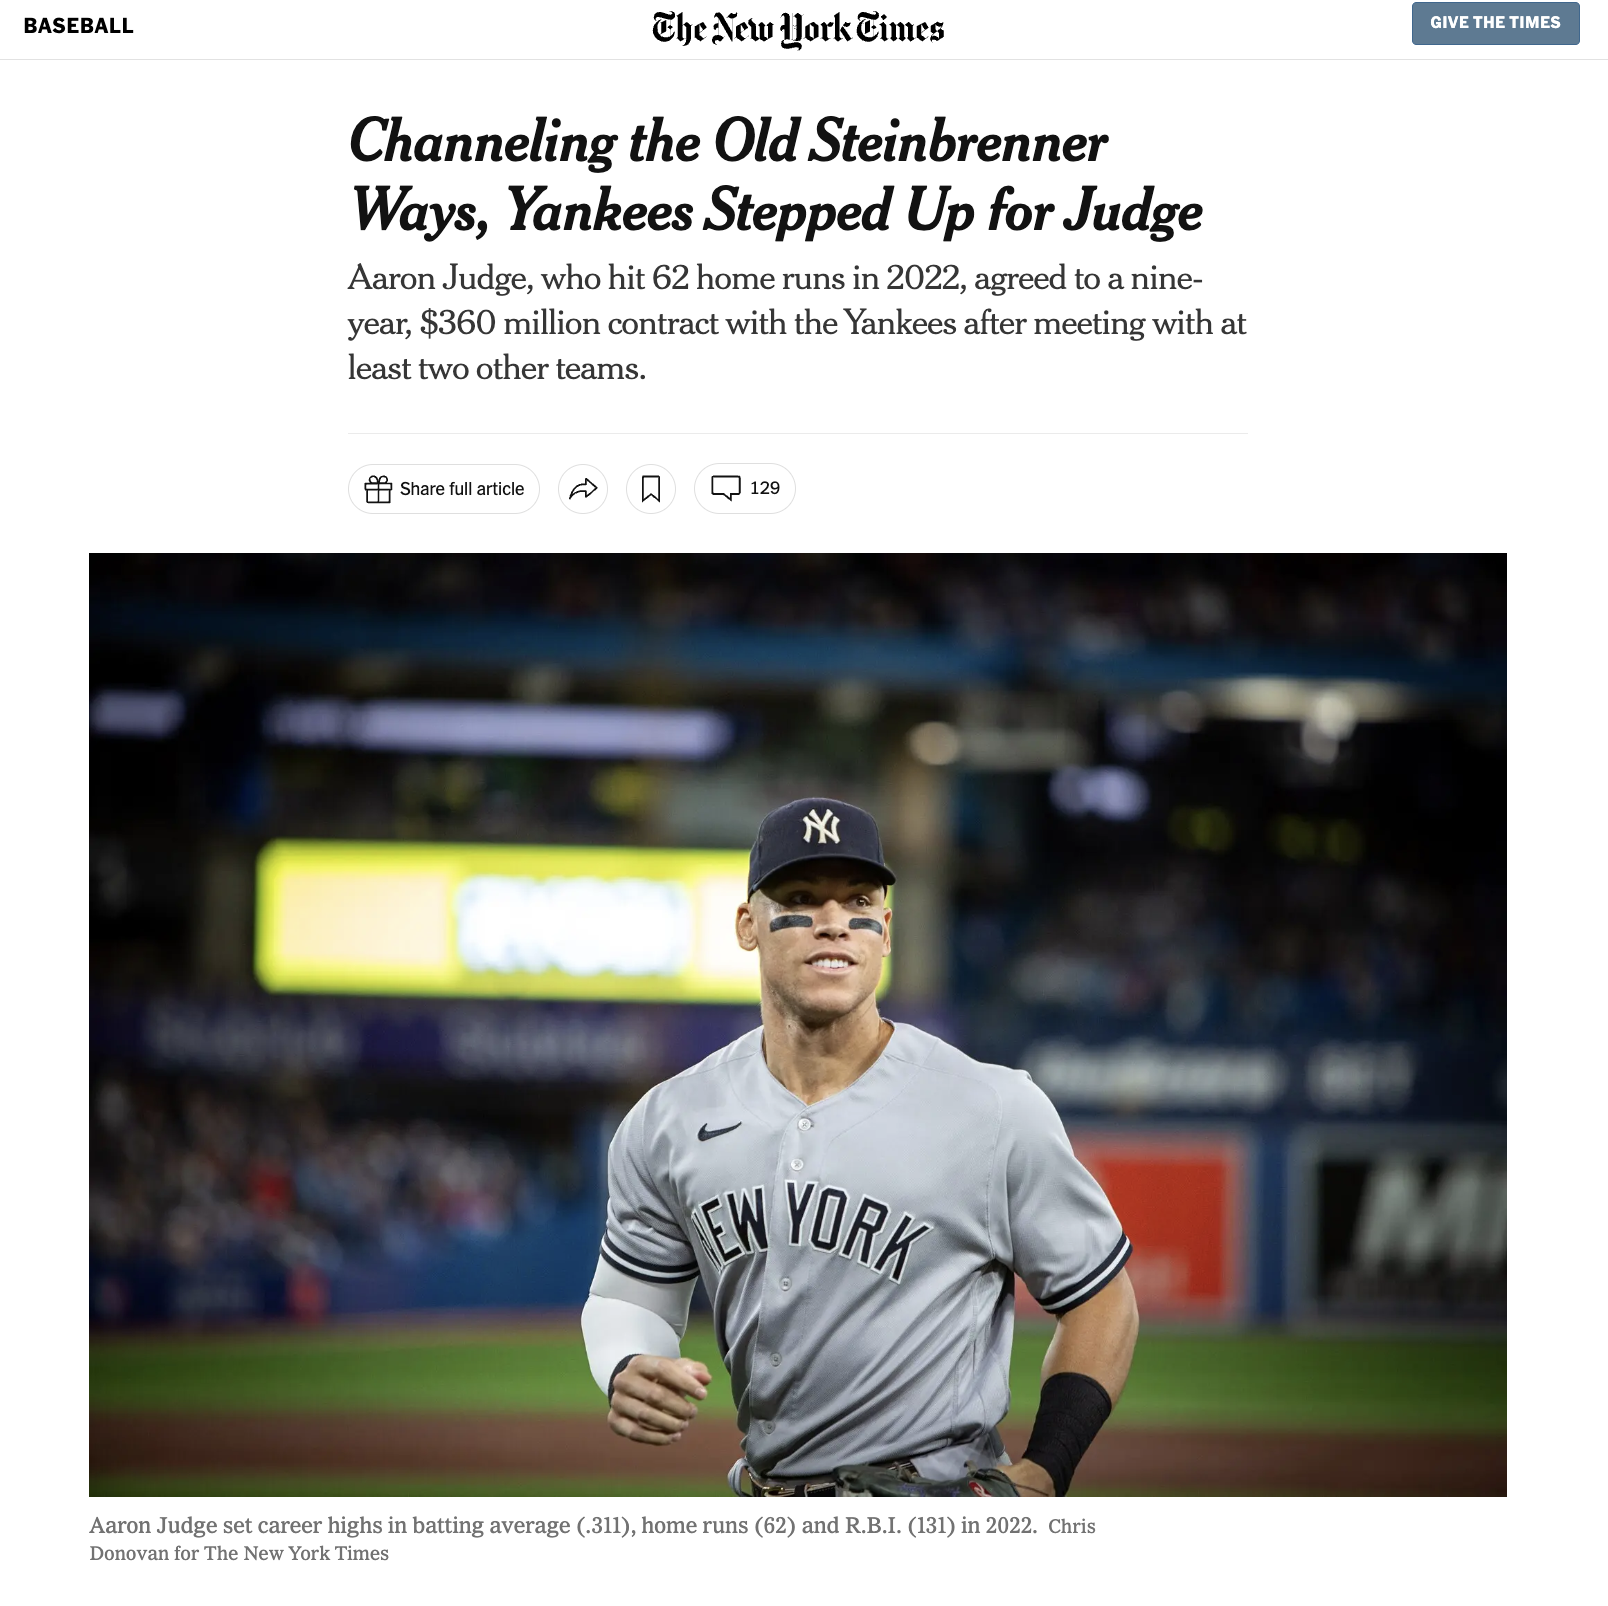 BASEBALL
The New York Times
GIVE THE TIMES
Channeling the Old Steinbrenner
Ways, Yankees Stepped Up for Judge
Aaron Judge, who hit 62 home runs in 2022, agreed to a nine-
year, $360 million contract with the Yankees after meeting with at
least two other teams.
Share full article
129
NY
NEW YORK
Aaron Judge set career highs in batting average (.311), home runs (62) and R.B.I. (131) in 2022. Chris
Donovan for The New York Times